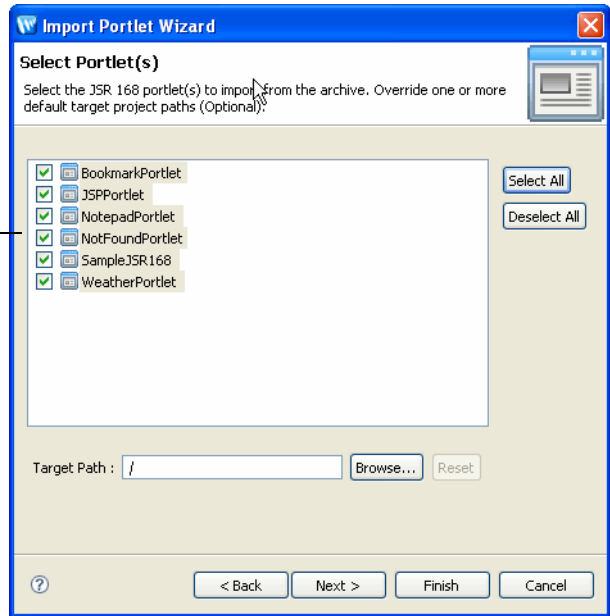 Import Portlet Wizard
Select Portlet(s)
Select the JSR 168 portlet(s) to import from the archive. Override one or more
default target project paths (Optional).
BookmarkPortlet
JSPPortlet
NotepadPortlet
NotFoundPortlet
SampleJSR168
WeatherPortlet
Select All
Deselect All
Target Path : /
Browse... Reset
< Back Next > Finish Cancel